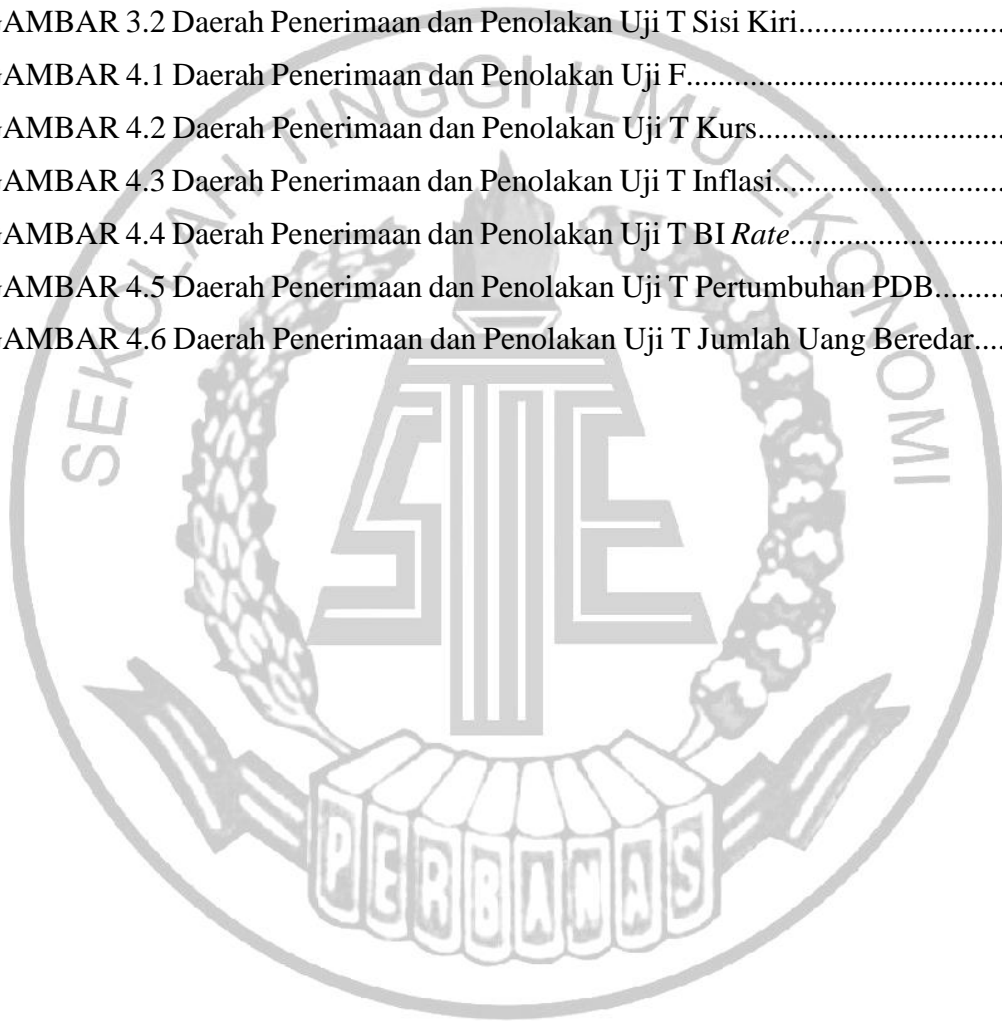 AMBAR 3.2 Daerah Penerimaan dan Penolakan Uji T Sisi Kiri........................
AMBAR 4.1 Daerah Penerimaan dan Penolakan Uji F....................................
AMBAR 4.2 Daerah Penerimaan dan Penolakan Uji T Kurs............................
AMBAR 4.3 Daerah Penerimaan dan Penolakan Uji T Inflasi..........................
AMBAR 4.4 Daerah Penerimaan dan Penolakan Uji T BI Rate........................
AMBAR 4.5 Daerah Penerimaan dan Penolakan Uji T Pertumbuhan PDB.........
AMBAR 4.6 Daerah Penerimaan dan Penolakan Uji T Jumlah Uang Beredar....
SEKOLAH TINGGI ILMU EKONOMI
STIE
PERBANAS